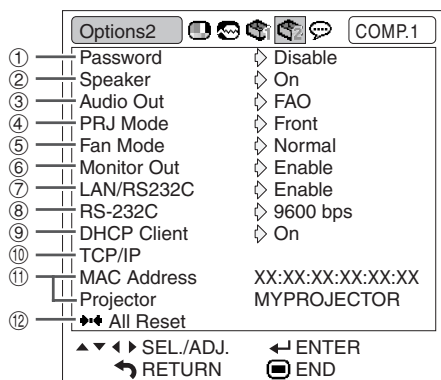 Options2 COMP.1
① Password Disable
② Speaker On
③ Audio Out FAO
④ PRJ Mode Front
⑤ Fan Mode Normal
⑥ Monitor Out Enable
⑦ LAN/RS232C Enable
⑧ RS-232C 9600 bps
⑨ DHCP Client On
⑩ TCP/IP
⑪ MAC Address XX:XX:XX:XX:XX:XX
Projector MYPROJECTOR
⑫ All Reset
SEL./ADJ. ENTER
RETURN END